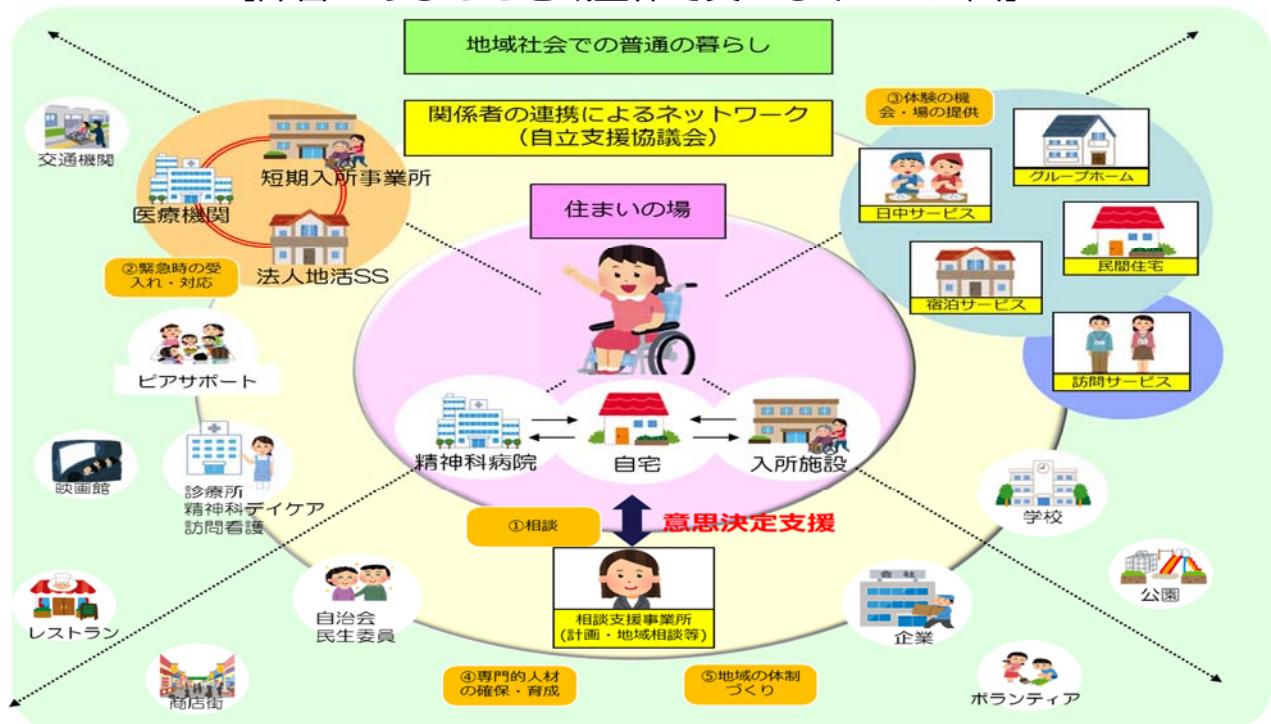 地域社会での普通の暮らし
関係者の連携によるネットワーク
（自立支援協議会）
③体験の機
会・場の提供
交通機関
短期入所事業所
医療機関
法人地活SS
②緊急時の受
入れ・対応
住まいの場
グループホーム
日中サービス
民間住宅
宿泊サービス
訪問サービス
ピアサポート
精神科病院
自宅
入所施設
映画館
診療所
精神科デイケア
訪問看護
学校
①相談
意思決定支援
公園
レストラン
自治会
民生委員
相談支援事業所
(計画・地域相談等)
企業
会社
商店街
④専門的人材
の確保・育成
⑤地域の体制
づくり
ボランティア